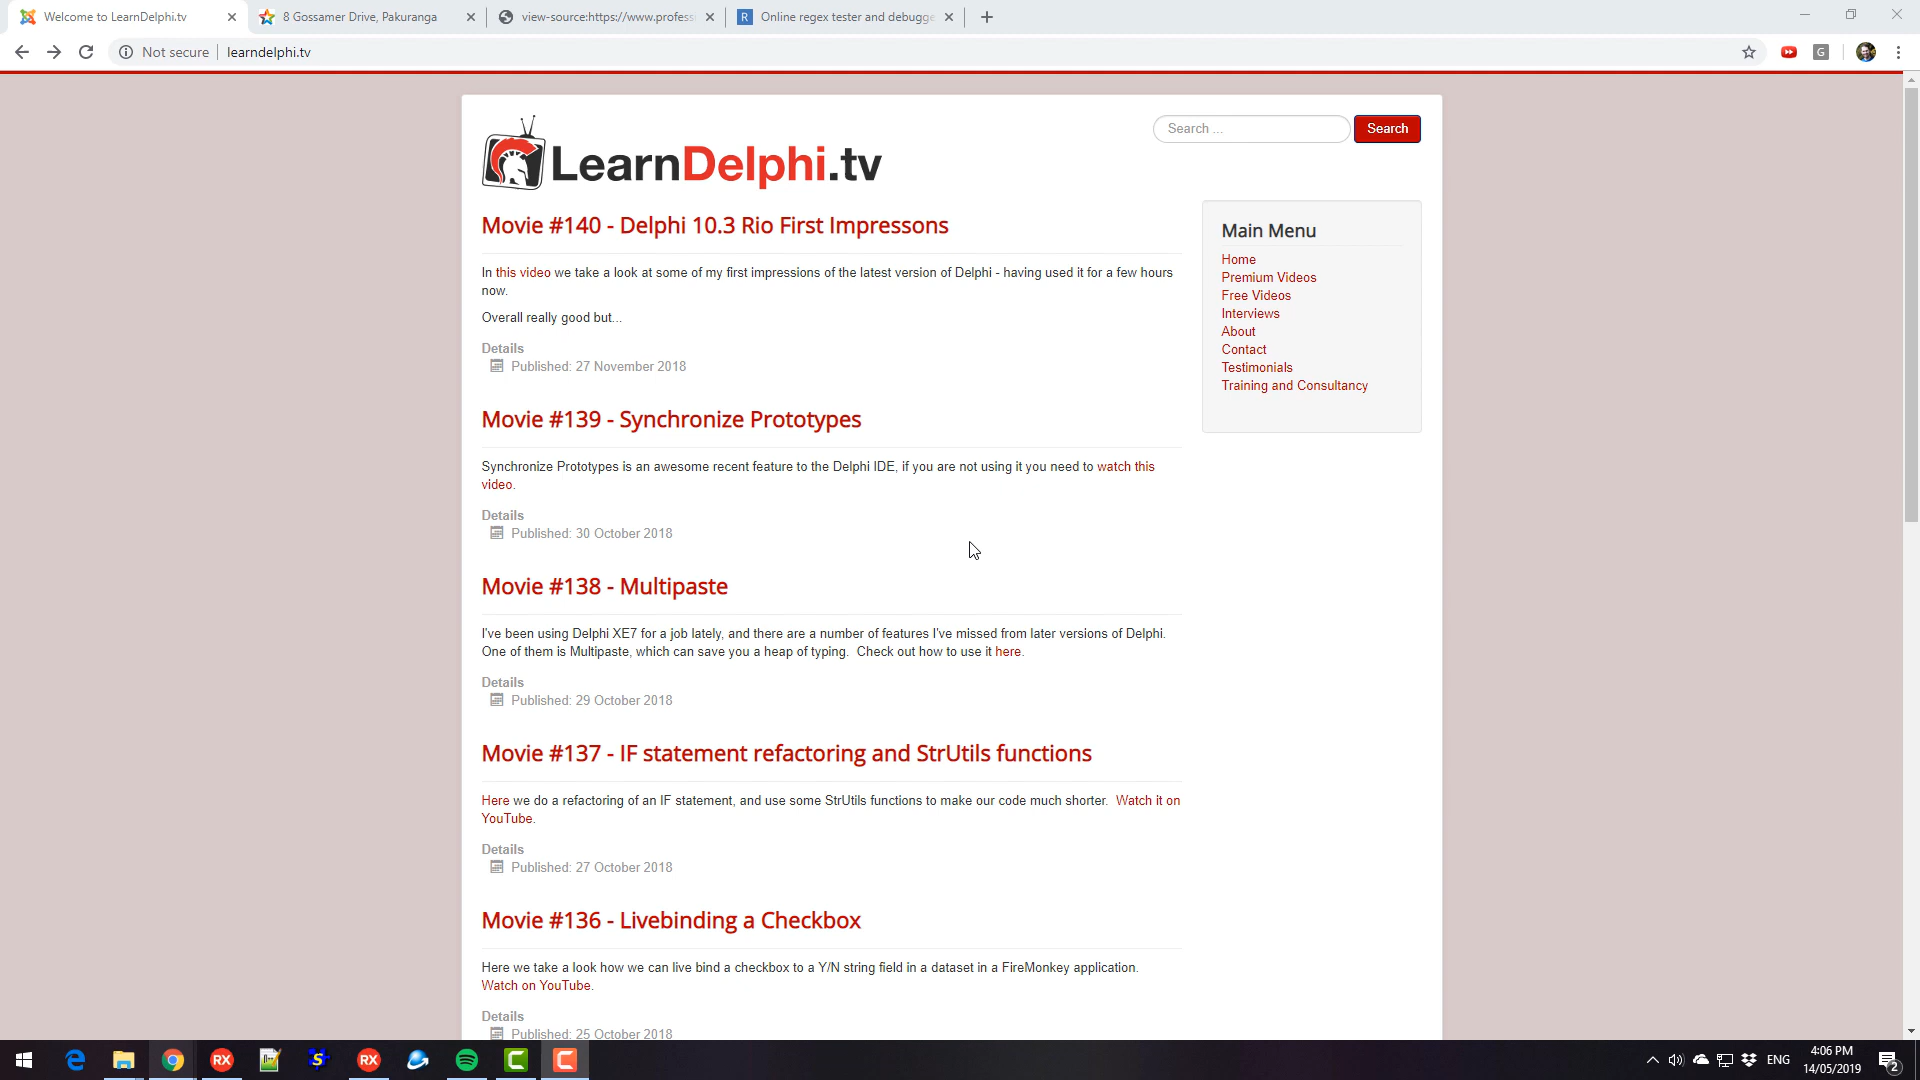 Welcome to LearnDelphi.tv
8 Gossamer Drive, Pakuranga
view-source:https://www.profess
Online regex tester and debugge
Not secure
learndelphi.tv
G
LearnDelphi.tv
Search ...
Search
Movie #140 - Delphi 10.3 Rio First Impressons
In this video we take a look at some of my first impressions of the latest version of Delphi - having used it for a few hours
now.
Overall really good but...
Details
Published: 27 November 2018
Main Menu
Home
Premium Videos
Free Videos
Interviews
About
Contact
Testimonials
Training and Consultancy
Movie #139 - Synchronize Prototypes
Synchronize Prototypes is an awesome recent feature to the Delphi IDE, if you are not using it you need to watch this
video.
Details
Published: 30 October 2018
Movie #138 - Multipaste
I've been using Delphi XE7 for a job lately, and there are a number of features I've missed from later versions of Delphi.
One of them is Multipaste, which can save you a heap of typing.  Check out how to use it here.
Details
Published: 29 October 2018
Movie #137 - IF statement refactoring and StrUtils functions
Here we do a refactoring of an IF statement, and use some StrUtils functions to make our code much shorter.  Watch it on
YouTube.
Details
Published: 27 October 2018
Movie #136 - Livebinding a Checkbox
Here we take a look how we can live bind a checkbox to a Y/N string field in a dataset in a FireMonkey application.
Watch on YouTube.
Details
Published: 25 October 2018
RX
S
RX
ENG
4:06 PM
14/05/2019
2